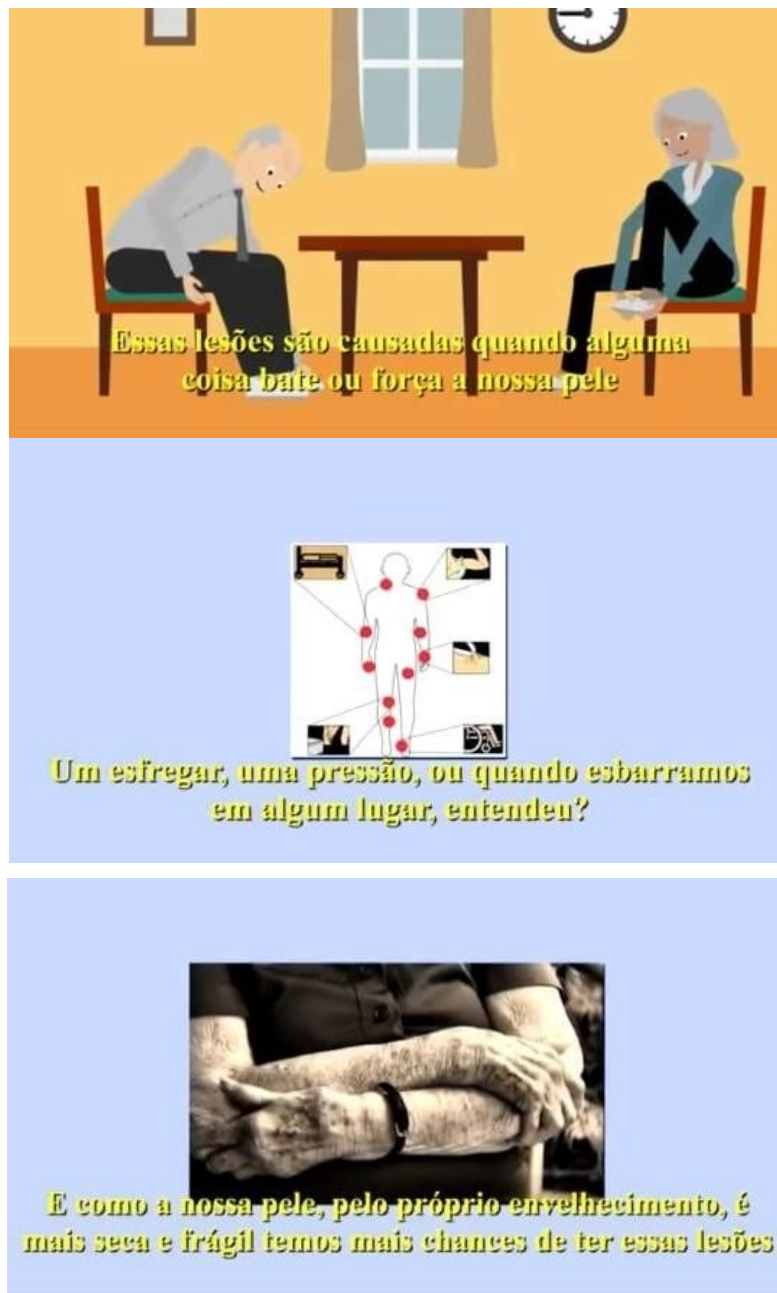 Essas lesões são causadas quando alguma
coisa bate ou força a nossa pele
Um esfregar, uma pressão, ou quando esbarramos
em algum lugar, entendeu?
E como a nossa pele, pelo próprio envelhecimento, é
mais seca e frágil temos mais chances de ter essas lesões